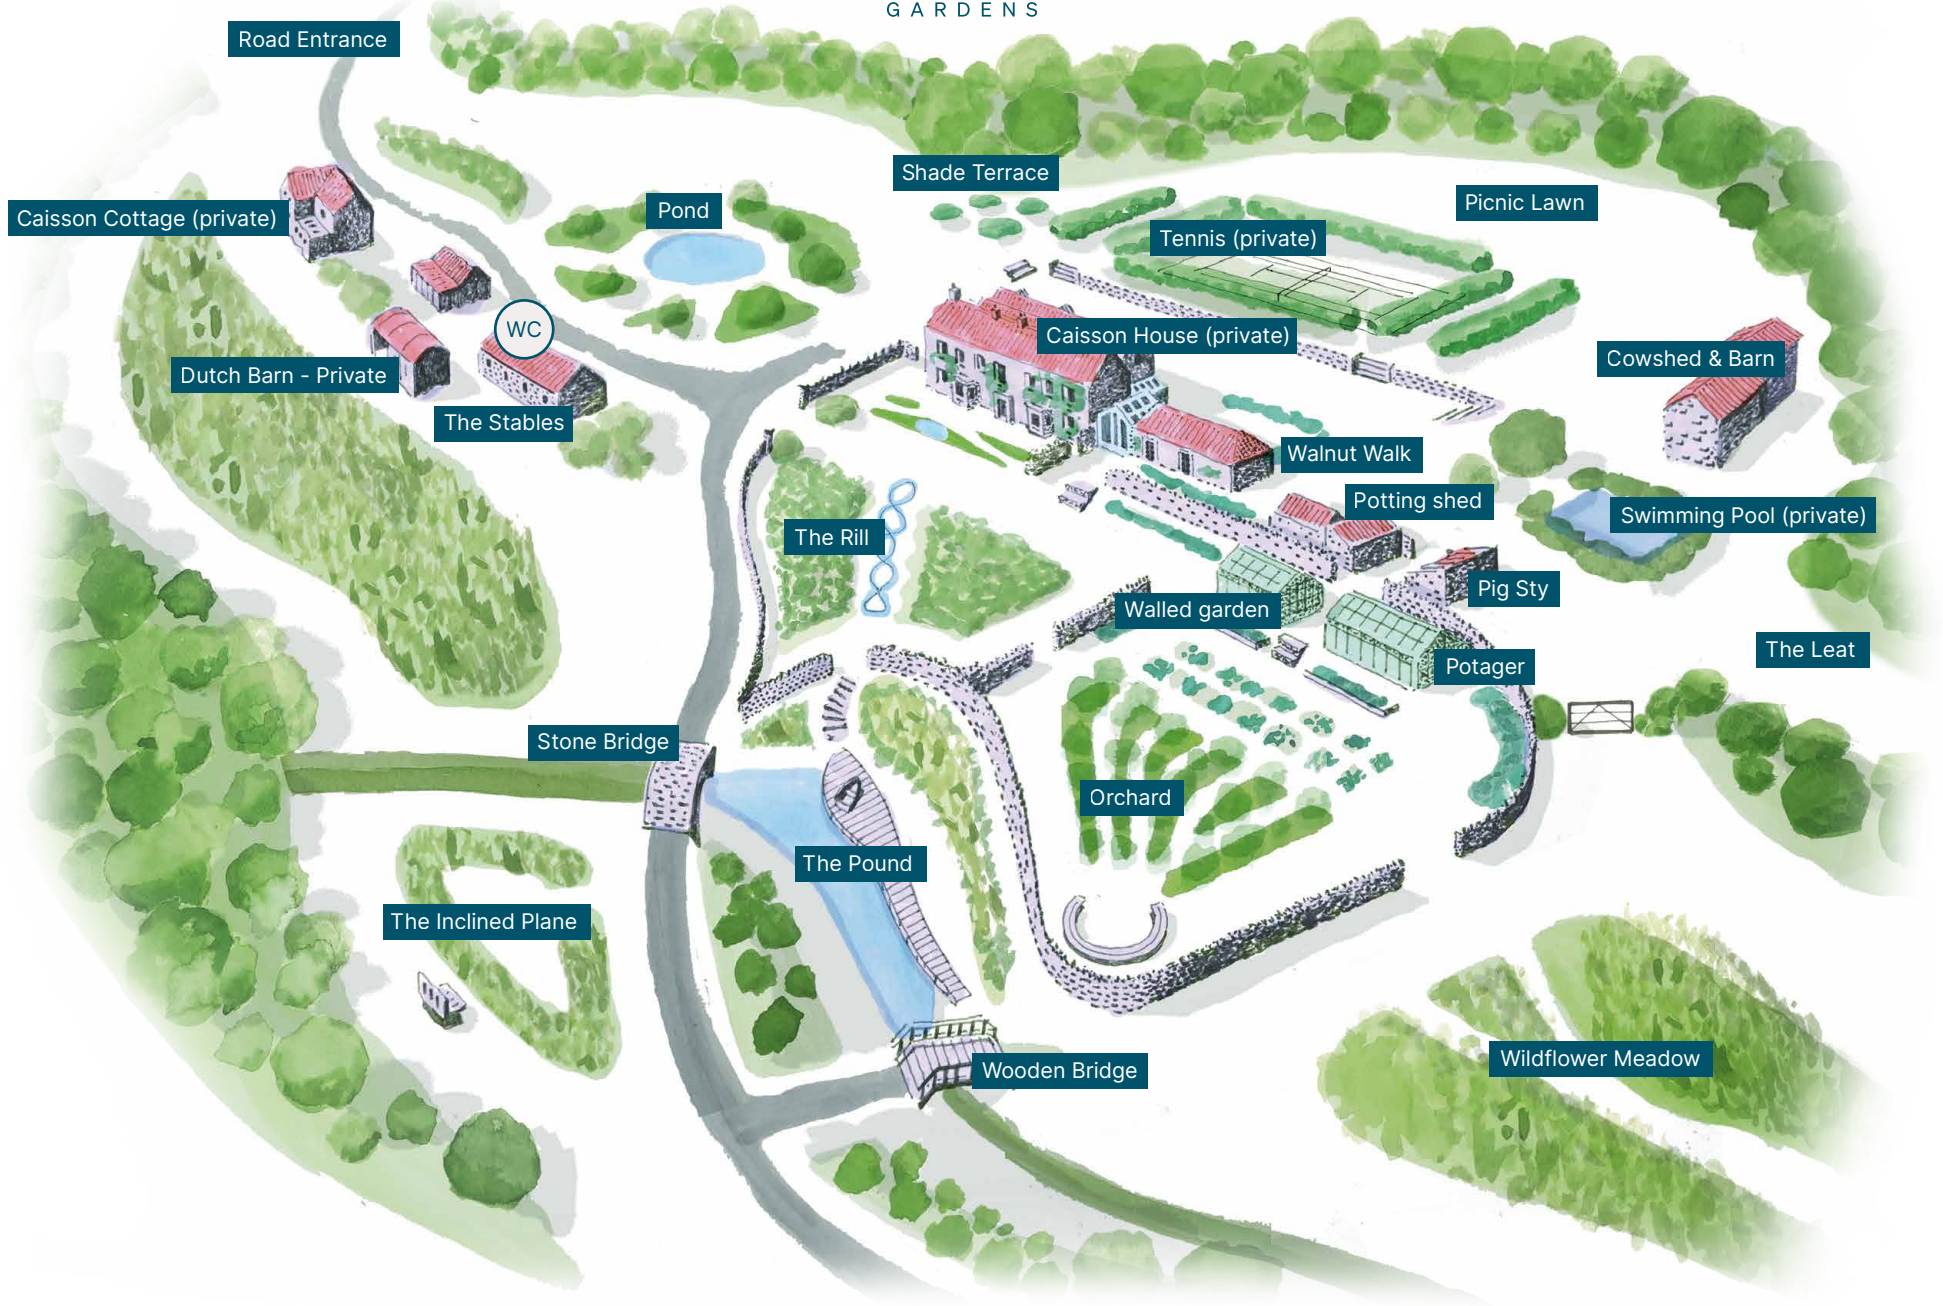 GARDENS
Road Entrance
Shade Terrace
Caisson Cottage (private)
Pond
Picnic Lawn
Tennis (private)
WC
Caisson House (private)
Cowshed & Barn
Dutch Barn - Private
The Stables
Walnut Walk
Potting shed
Swimming Pool (private)
The Rill
Pig Sty
Walled garden
The Leat
Potager
Stone Bridge
Orchard
The Pound
The Inclined Plane
Wildflower Meadow
Wooden Bridge